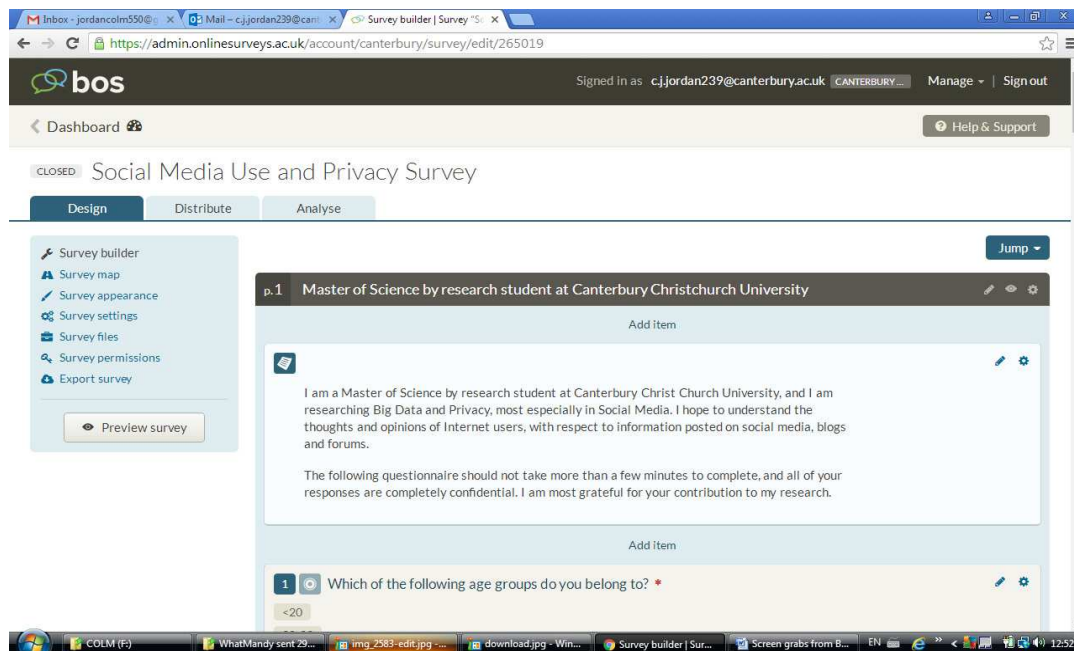 Inbox - jordancolm550@g
Mail – c.j.jordan239@cant
Survey builder | Survey "So
https://admin.onlinesurveys.ac.uk/account/canterbury/survey/edit/265019
bos
Signed in as c.j.jordan239@canterbury.ac.uk CANTERBURY... Manage | Sign out
Dashboard
Help & Support
CLOSED Social Media Use and Privacy Survey
Design Distribute Analyse
Jump
Survey builder
Survey map
Survey appearance
Survey settings
Survey files
Survey permissions
Export survey
Preview survey
p.1 Master of Science by research student at Canterbury Christchurch University
Add item
I am a Master of Science by research student at Canterbury Christ Church University, and I am
researching Big Data and Privacy, most especially in Social Media. I hope to understand the
thoughts and opinions of Internet users, with respect to information posted on social media, blogs
and forums.
The following questionnaire should not take more than a few minutes to complete, and all of your
responses are completely confidential. I am most grateful for your contribution to my research.
Add item
1 Which of the following age groups do you belong to? *
<20
COLM (F:) WhatMandy sent 29... img_2583-edit.jpg -... download.jpg - Win... Survey builder | Sur... Screen grabs from B... EN 12:52